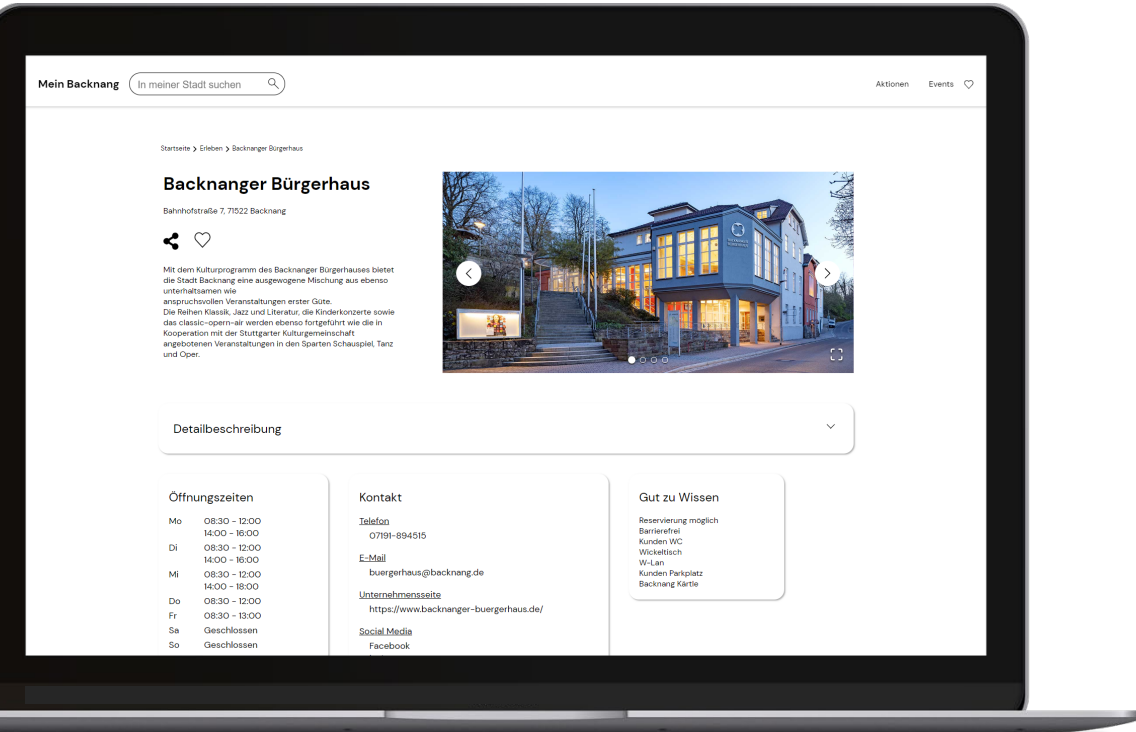 Mein Backnang
In meiner Stadt suchen
Aktionen
Events
Startseite > Erleben > Backnanger Bürgerhaus
Backnanger Bürgerhaus
Bahnhofstraße 7, 71522 Backnang
Mit dem Kulturprogramm des Backnanger Bürgerhauses bietet
die Stadt Backnang eine ausgewogene Mischung aus ebenso
unterhaltsamen wie
anspruchsvollen Veranstaltungen erster Güte.
Die Reihen Klassik, Jazz und Literatur, die Kinderkonzerte sowie
das classic-opern-air werden ebenso fortgeführt wie die in
Kooperation mit der Stuttgarter Kulturgemeinschaft
angebotenen Veranstaltungen in den Sparten Schauspiel, Tanz
und Oper.
Detailbeschreibung
Öffnungszeiten
Mo 08:30 - 12:00
14:00 - 16:00
Di 08:30 - 12:00
14:00 - 16:00
Mi 08:30 - 12:00
14:00 - 18:00
Do 08:30 - 12:00
Fr 08:30 - 13:00
Sa Geschlossen
So Geschlossen
Kontakt
Telefon
07191-894515
E-Mail
buergerhaus@backnang.de
Unternehmensseite
https://www.backnanger-buergerhaus.de/
Social Media
Facebook
Gut zu Wissen
Reservierung möglich
Barrierefrei
Kunden WC
Wickeltisch
W-Lan
Kunden Parkplatz
Backnang Kärtle